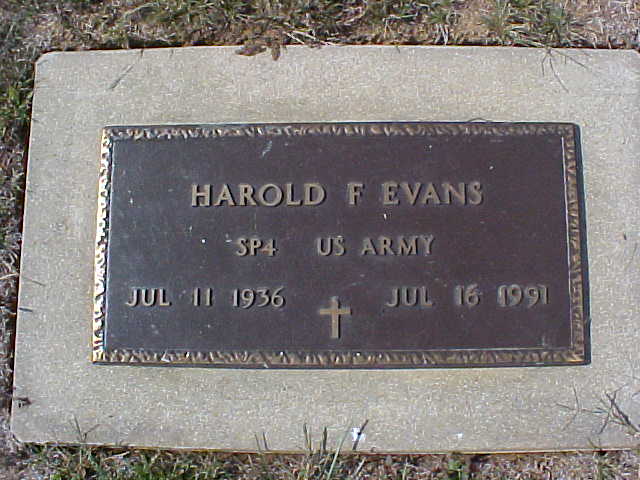 HAROLD F EVANS
SP4 US ARMY
JUL 11 1936 JUL 16 1991